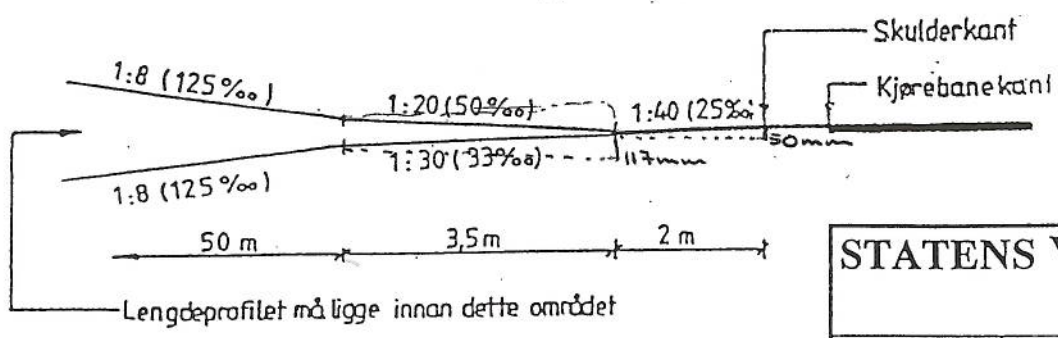 Skulderkant
1:8 (125‰)
1:20 (50‰)
1:40 (25‰)
Kjørebanekant
50mm
1:30 (33‰)
117mm
1:8 (125‰)
50 m
3,5m
2 m
STATENS V
Lengdeprofilet må ligge innan dette området